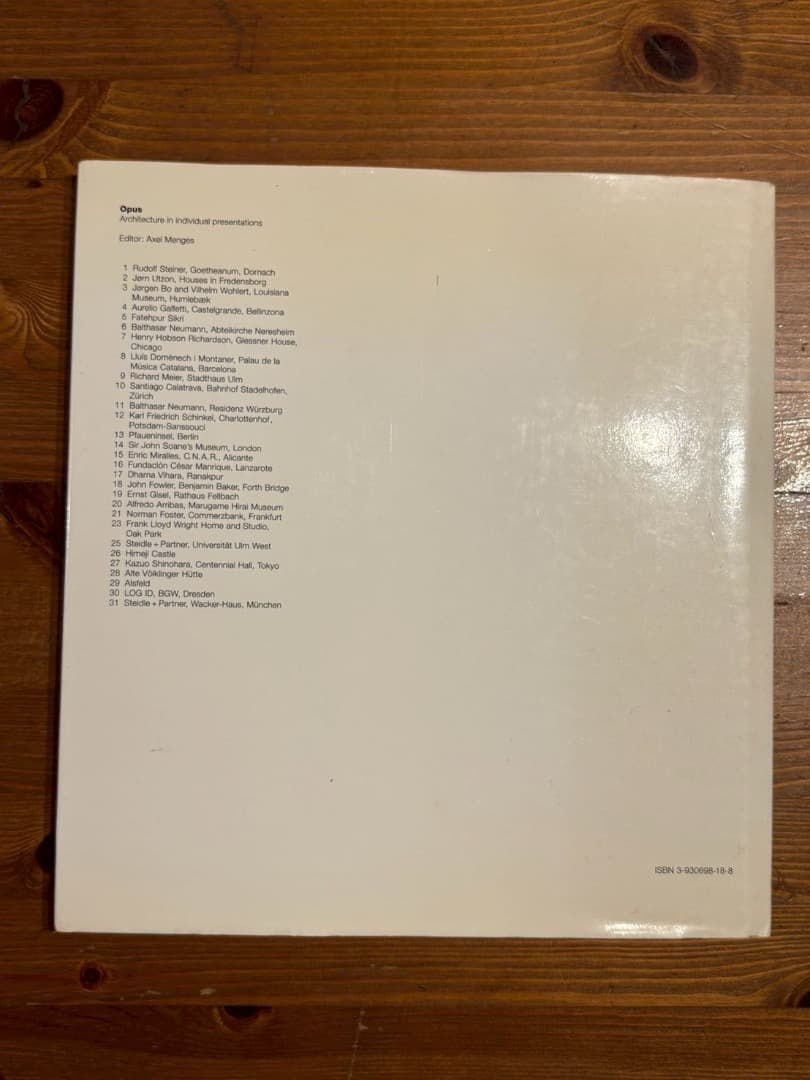 Opus
Architecture in individual presentations
Editor: Axel Menges
1 Rudolf Steiner, Goetheanum, Dornach
2 Jørn Utzon, Houses in Fredensborg
3 Jørgen Bo and Vilhelm Wohlert, Louisiana
Museum, Humlebæk
4 Aurelio Galfetti, Castelgrande, Bellinzona
5 Fatehpur Sikri
6 Balthasar Neumann, Abteikirche Neresheim
7 Henry Hobson Richardson, Glessner House,
Chicago
8 Lluís Domènech i Montaner, Palau de la
Música Catalana, Barcelona
9 Richard Meier, Stadthaus Ulm
10 Santiago Calatrava, Bahnhof Stadelhofen,
Zürich
11 Balthasar Neumann, Residenz Würzburg
12 Karl Friedrich Schinkel, Charlottenhof,
Potsdam-Sanssouci
13 Pfaueninsel, Berlin
14 Sir John Soane's Museum, London
15 Enric Miralles, C.N.A.R., Alicante
16 Fundación César Manrique, Lanzarote
17 Dharna Vihara, Ranakpur
18 John Fowler, Benjamin Baker, Forth Bridge
19 Ernst Gisel, Rathaus Fellbach
20 Alfredo Arribas, Marugame Hirai Museum
21 Norman Foster, Commerzbank, Frankfurt
23 Frank Lloyd Wright Home and Studio,
Oak Park
25 Steidle + Partner, Universität Ulm West
26 Himeji Castle
27 Kazuo Shinohara, Centennial Hall, Tokyo
28 Alte Völklinger Hütte
29 Alsfeld
30 LOG ID, BGW, Dresden
31 Steidle + Partner, Wacker-Haus, München
ISBN 3-930698-18-8